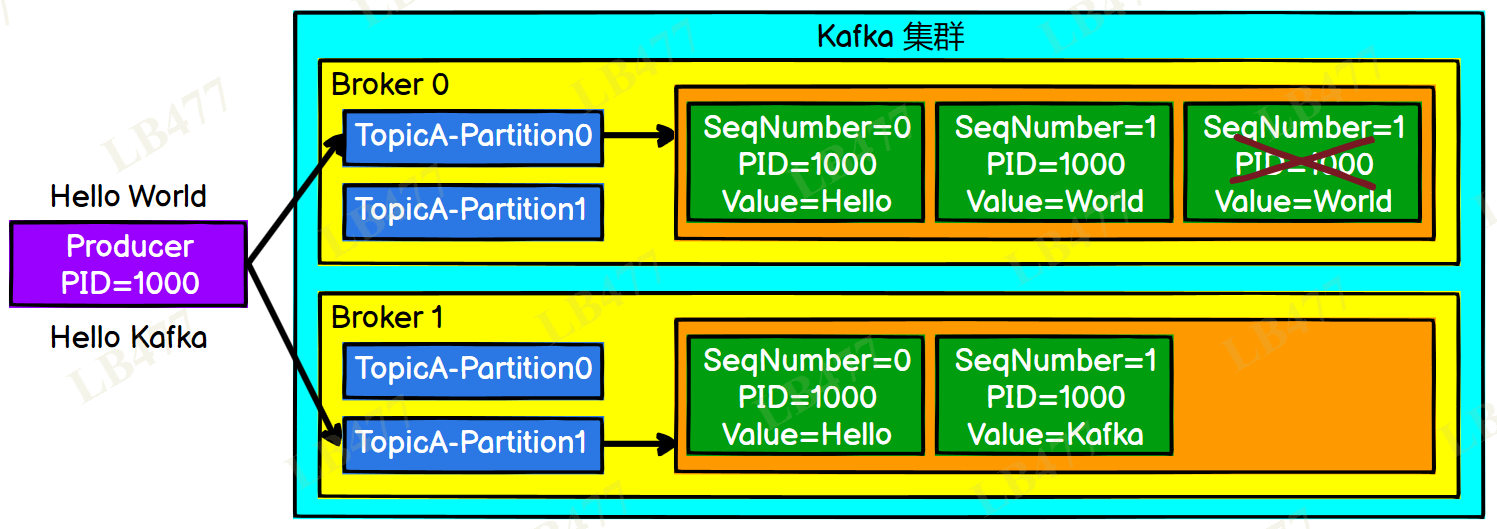 Kafka 集群
Broker 0
TopicA-Partition0
TopicA-Partition1
SeqNumber=0
PID=1000
Value=Hello
SeqNumber=1
PID=1000
Value=World
SeqNumber=1
PID=1000
Value=World
Hello World
Producer
PID=1000
Hello Kafka
Broker 1
TopicA-Partition0
TopicA-Partition1
SeqNumber=0
PID=1000
Value=Hello
SeqNumber=1
PID=1000
Value=Kafka
LB477